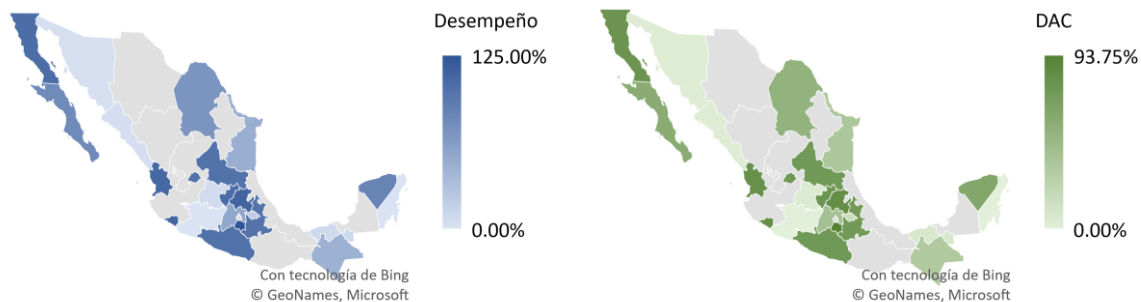 Desempeño
125.00%
0.00%
Con tecnología de Bing
© GeoNames, Microsoft
DAC
93.75%
0.00%
Con tecnología de Bing
© GeoNames, Microsoft